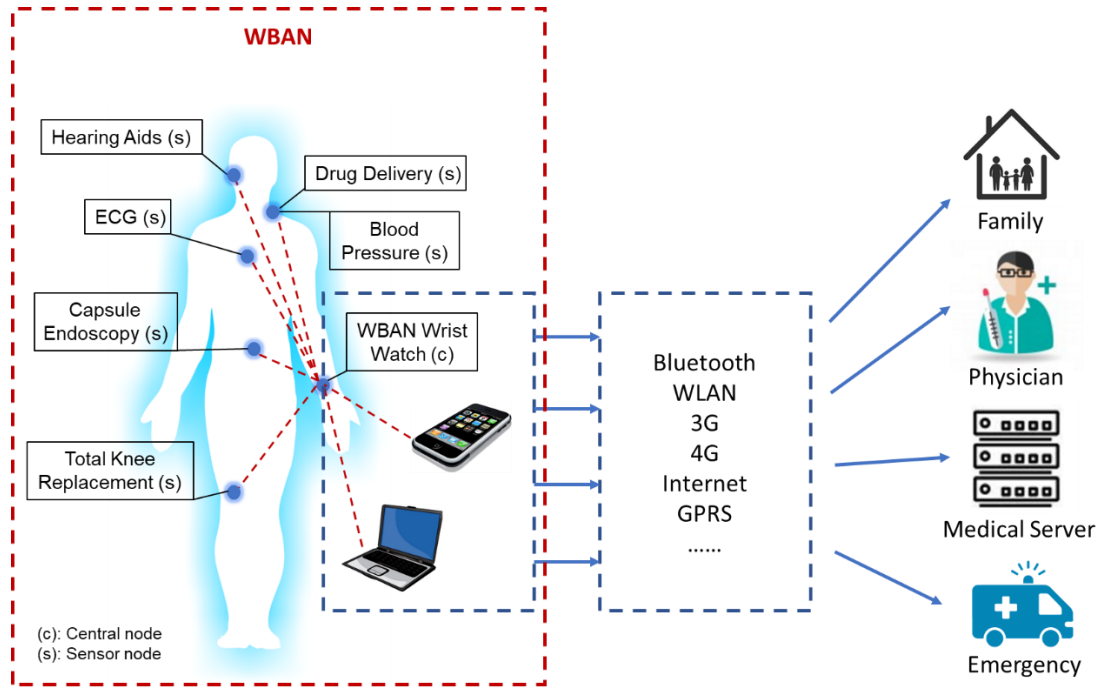 WBAN
Hearing Aids (s)
Drug Delivery (s)
ECG (s)
Blood
Pressure (s)
Capsule
Endoscopy (s)
WBAN Wrist
Watch (c)
Total Knee
Replacement (s)
(c): Central node
(s): Sensor node
Bluetooth
WLAN
3G
4G
Internet
GPRS
......
Family
Physician
Medical Server
Emergency